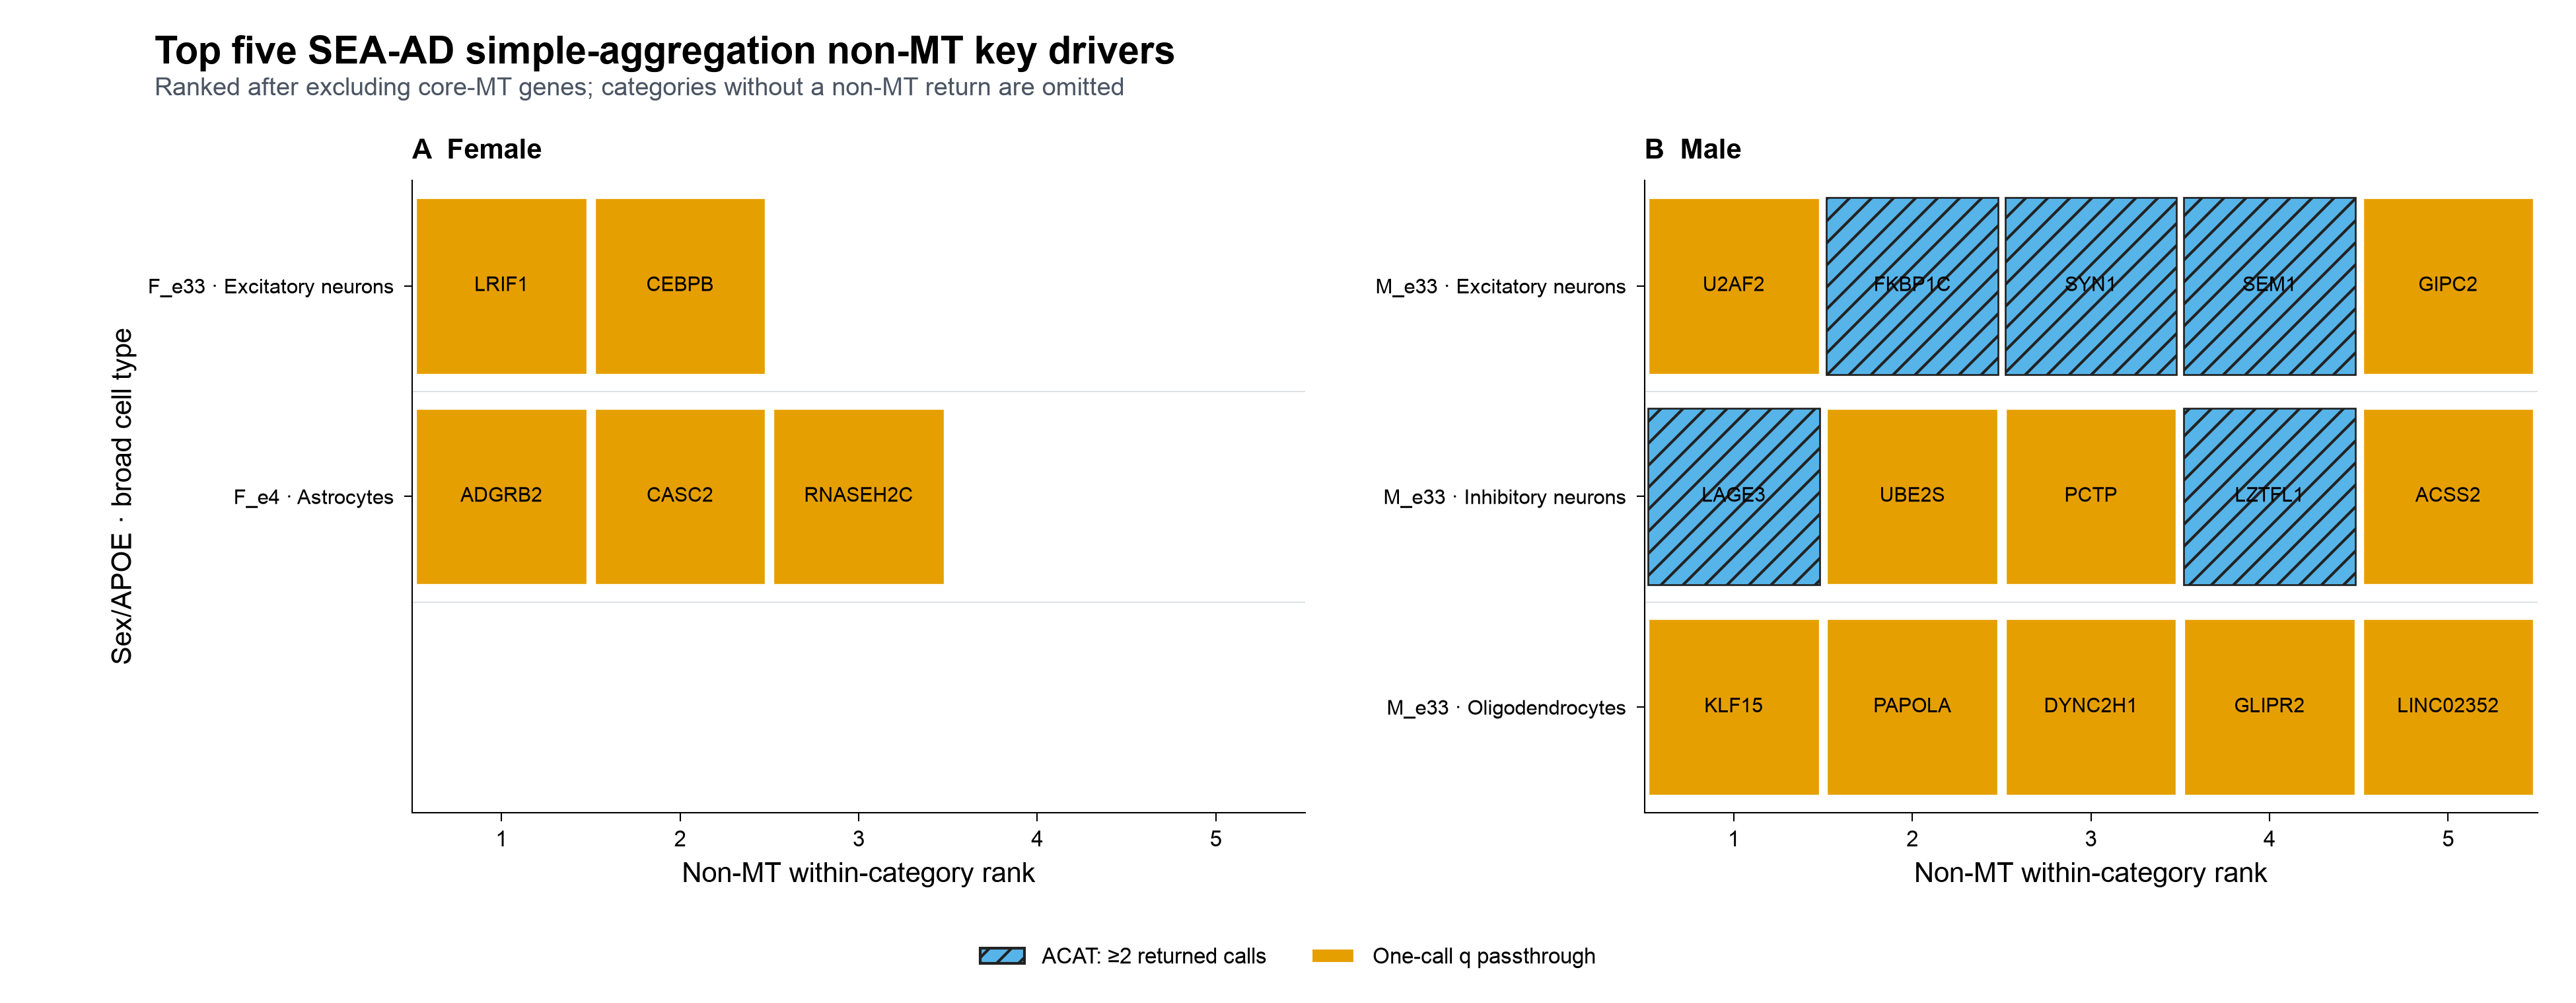 Top five SEA-AD simple-aggregation non-MT key drivers
Ranked after excluding core-MT genes; categories without a non-MT return are omitted
A Female
Sex/APOE · broad cell type
F_e33 · Excitatory neurons
LRIF1
CEBPB
F_e4 · Astrocytes
ADGRB2
CASC2
RNASEH2C
1 2 3 4 5
Non-MT within-category rank
B Male
M_e33 · Excitatory neurons
U2AF2
FKBP1C
SYN1
SEM1
GIPC2
M_e33 · Inhibitory neurons
LAGE3
UBE2S
PCTP
LZTFL1
ACSS2
M_e33 · Oligodendrocytes
KLF15
PAPOLA
DYNC2H1
GLIPR2
LINC02352
1 2 3 4 5
Non-MT within-category rank
ACAT: ≥2 returned calls
One-call q passthrough